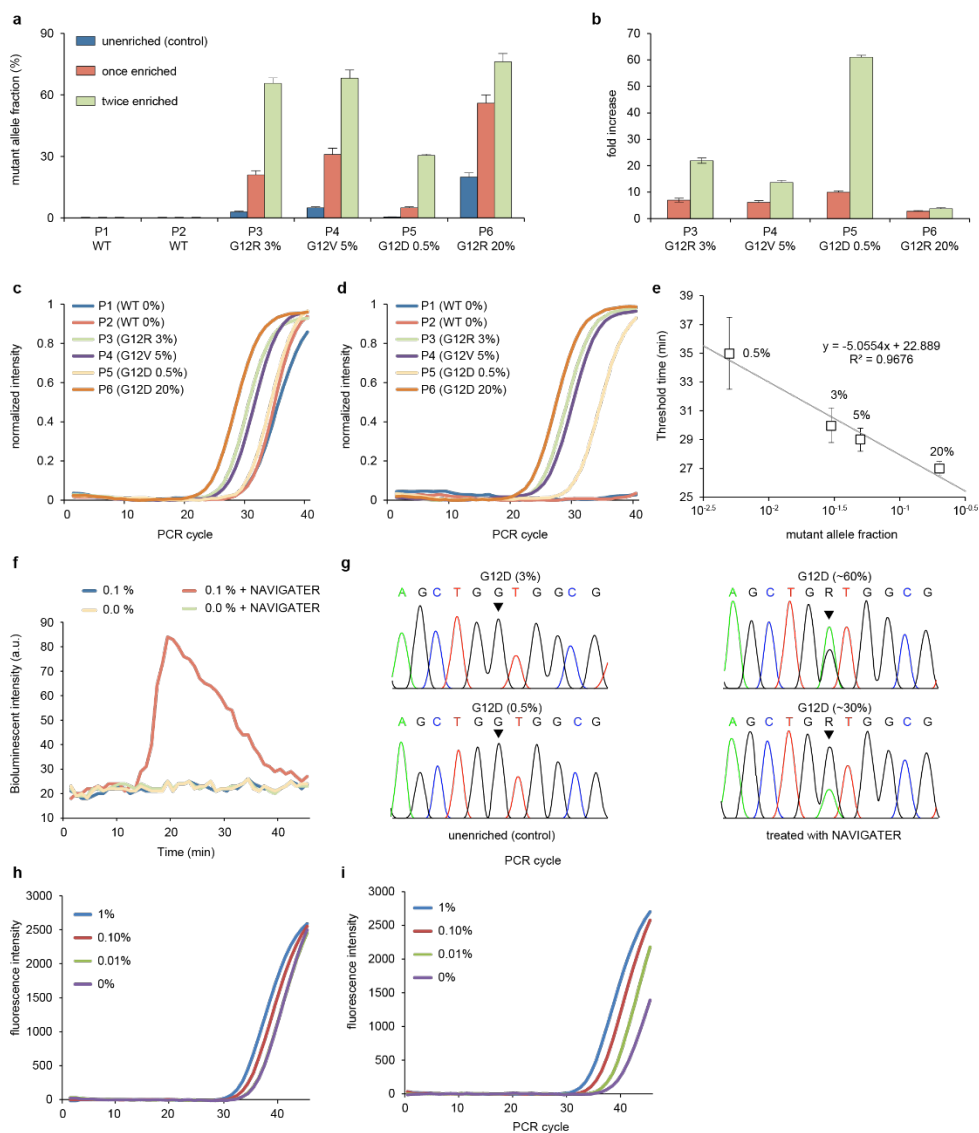 a
mutant allele fraction (%)
90
60
30
0
unenriched (control)
once enriched
twice enriched
P1
WT
P2
WT
P3
G12R 3%
P4
G12V 5%
P5
G12D 0.5%
P6
G12R 20%
b
fold increase
70
60
50
40
30
20
10
0
P3
G12R 3%
P4
G12V 5%
P5
G12D 0.5%
P6
G12R 20%
c
normalized intensity
1
0.8
0.6
0.4
0.2
0
P1 (WT 0%)
P2 (WT 0%)
P3 (G12R 3%)
P4 (G12V 5%)
P5 (G12D 0.5%)
P6 (G12D 20%)
0 10 20 30 40
PCR cycle
d
normalized intensity
1
0.8
0.6
0.4
0.2
0
P1 (WT 0%)
P2 (WT 0%)
P3 (G12R 3%)
P4 (G12V 5%)
P5 (G12D 0.5%)
P6 (G12D 20%)
0 10 20 30 40
PCR cycle
e
Threshold time (min)
39
37
35
33
31
29
27
25
y = -5.0554x + 22.889
R² = 0.9676
0.5%
3%
5%
20%
10^-2.5 10^-2 10^-1.5 10^-1 10^-0.5
mutant allele fraction
f
0.1 %
0.0 %
0.1 % + NAVIGATER
0.0 % + NAVIGATER
Bioluminescent intensity (a.u.)
90
80
70
60
50
40
30
20
10
0 10 20 30 40
Time (min)
g
G12D (3%)
A G C T G G T G G C G
G12D (0.5%)
A G C T G G T G G C G
unenriched (control)
G12D (~60%)
A G C T G R T G G C G
G12D (~30%)
A G C T G R T G G C G
treated with NAVIGATER
PCR cycle
h
fluorescence intensity
3000
2500
2000
1500
1000
500
0
1%
0.10%
0.01%
0%
0 10 20 30 40
i
fluorescence intensity
3000
2500
2000
1500
1000
500
0
1%
0.10%
0.01%
0%
0 10 20 30 40
PCR cycle